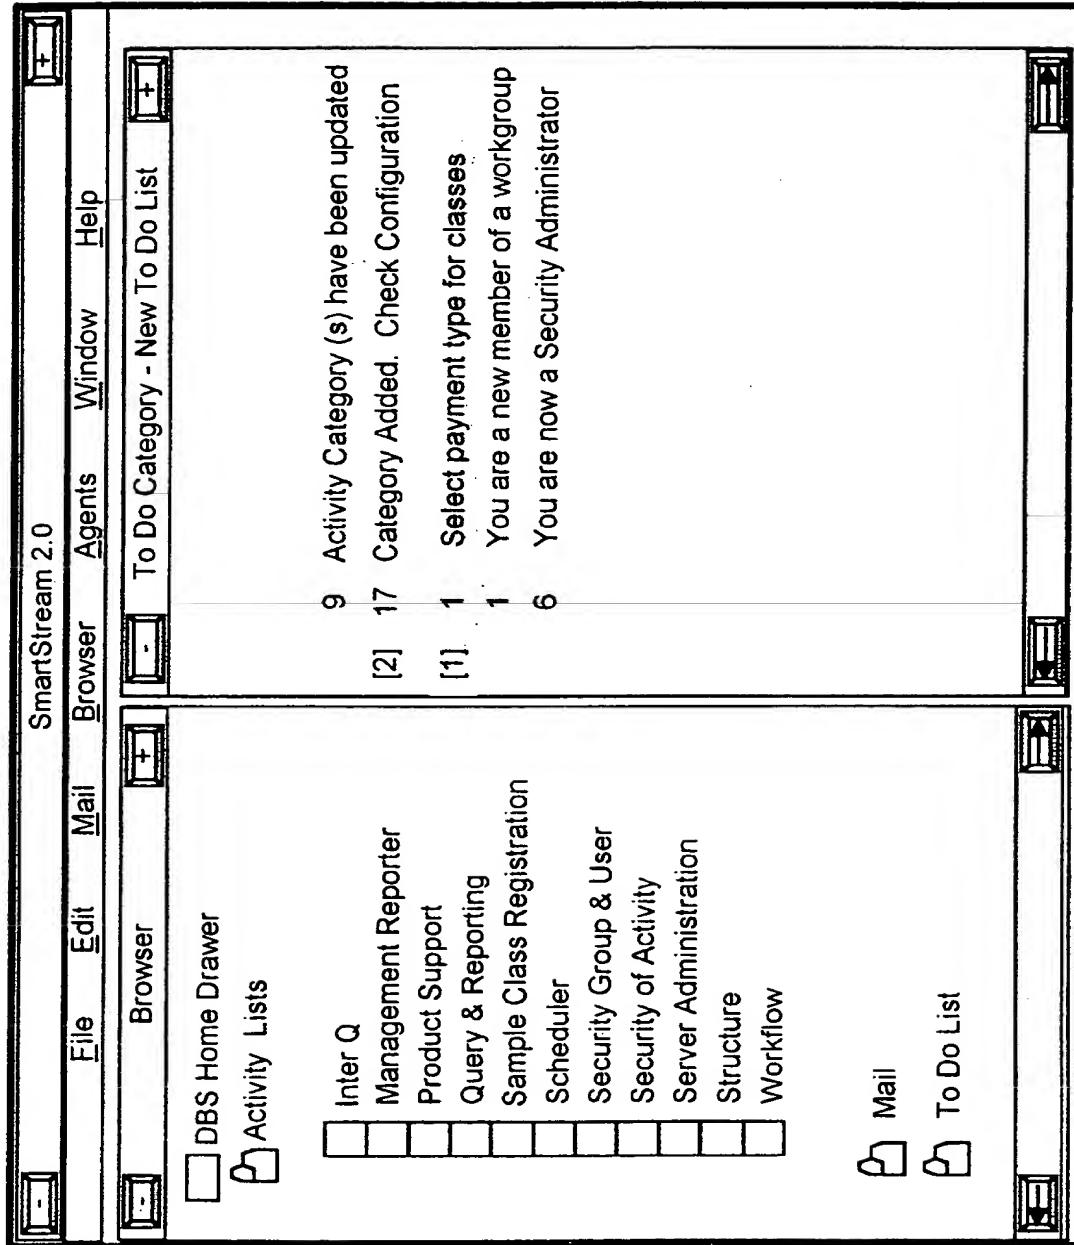 SmartStream 2.0
File Edit Mail Browser Agents Window Help
Browser
DBS Home Drawer
Activity Lists
Inter Q
Management Reporter
Product Support
Query & Reporting
Sample Class Registration
Scheduler
Security Group & User
Security of Activity
Server Administration
Structure
Workflow
Mail
To Do List
To Do Category - New To Do List
9 Activity Category (s) have been updated
[2] 17 Category Added. Check Configuration
[1] 1 Select payment type for classes
1 You are a new member of a workgroup
6 You are now a Security Administrator